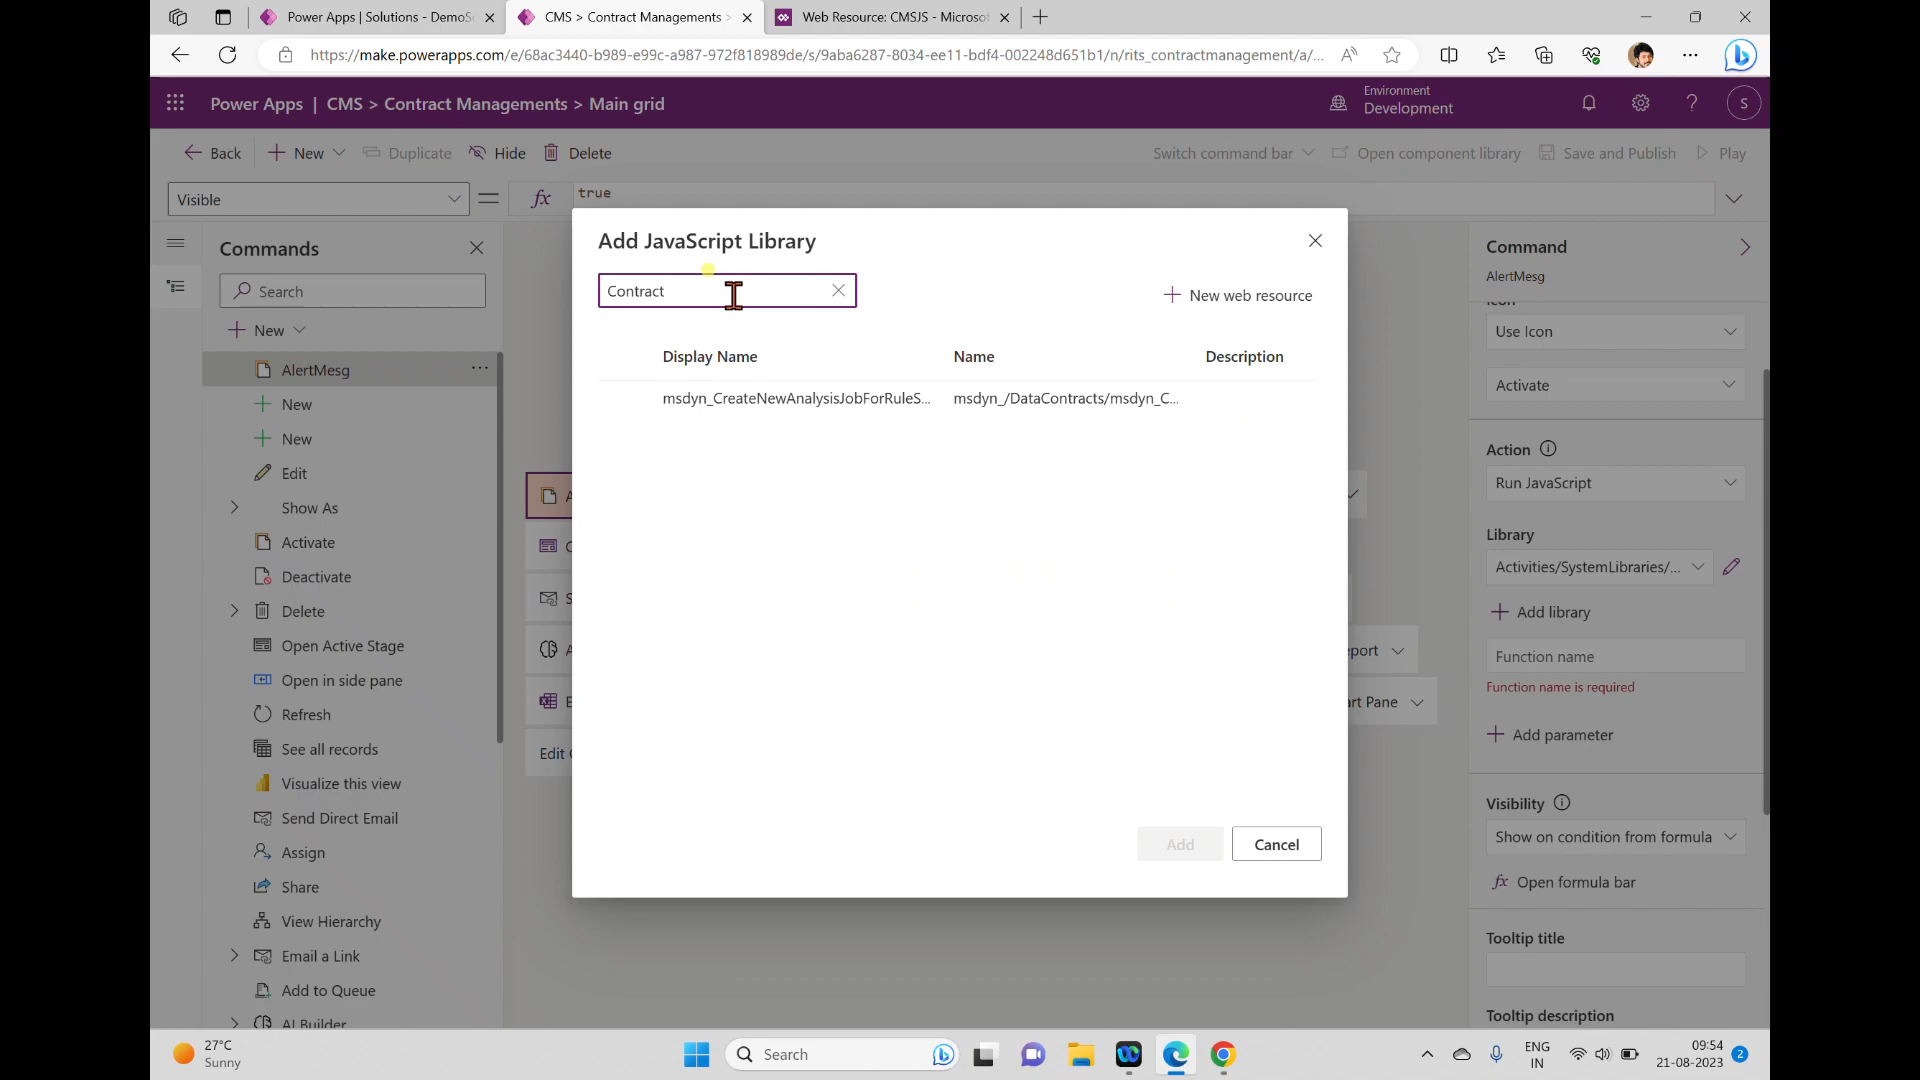 Power Apps | Solutions - DemoS
CMS > Contract Managements >
Web Resource: CMSJS - Microsof
https://make.powerapps.com/e/68ac3440-b989-e99c-a987-972f818989de/s/9aba6287-8034-ee11-bdf4-002248d651b1/n/rits_contractmanagement/a/...
Power Apps | CMS > Contract Managements > Main grid
Environment
Development
S
Back
New
Duplicate
Hide
Delete
Switch command bar
Open component library
Save and Publish
Play
Visible
fx
true
Commands
Search
New
AlertMesg
New
New
Edit
Show As
Activate
Deactivate
Delete
Open Active Stage
Open in side pane
Refresh
See all records
Visualize this view
Send Direct Email
Assign
Share
View Hierarchy
Email a Link
Add to Queue
AI Builder
Edit
Add JavaScript Library
Contract
New web resource
Display Name Name Description
msdyn_CreateNewAnalysisJobForRuleS... msdyn_/DataContracts/msdyn_C...
Add
Cancel
eport
art Pane
Command
AlertMesg
Icon
Use Icon
Activate
Action
Run JavaScript
Library
Activities/SystemLibraries/...
Add library
Function name
Function name is required
Add parameter
Visibility
Show on condition from formula
fx Open formula bar
Tooltip title
Tooltip description
27°C
Sunny
Search
ENG
IN
09:54
21-08-2023
2